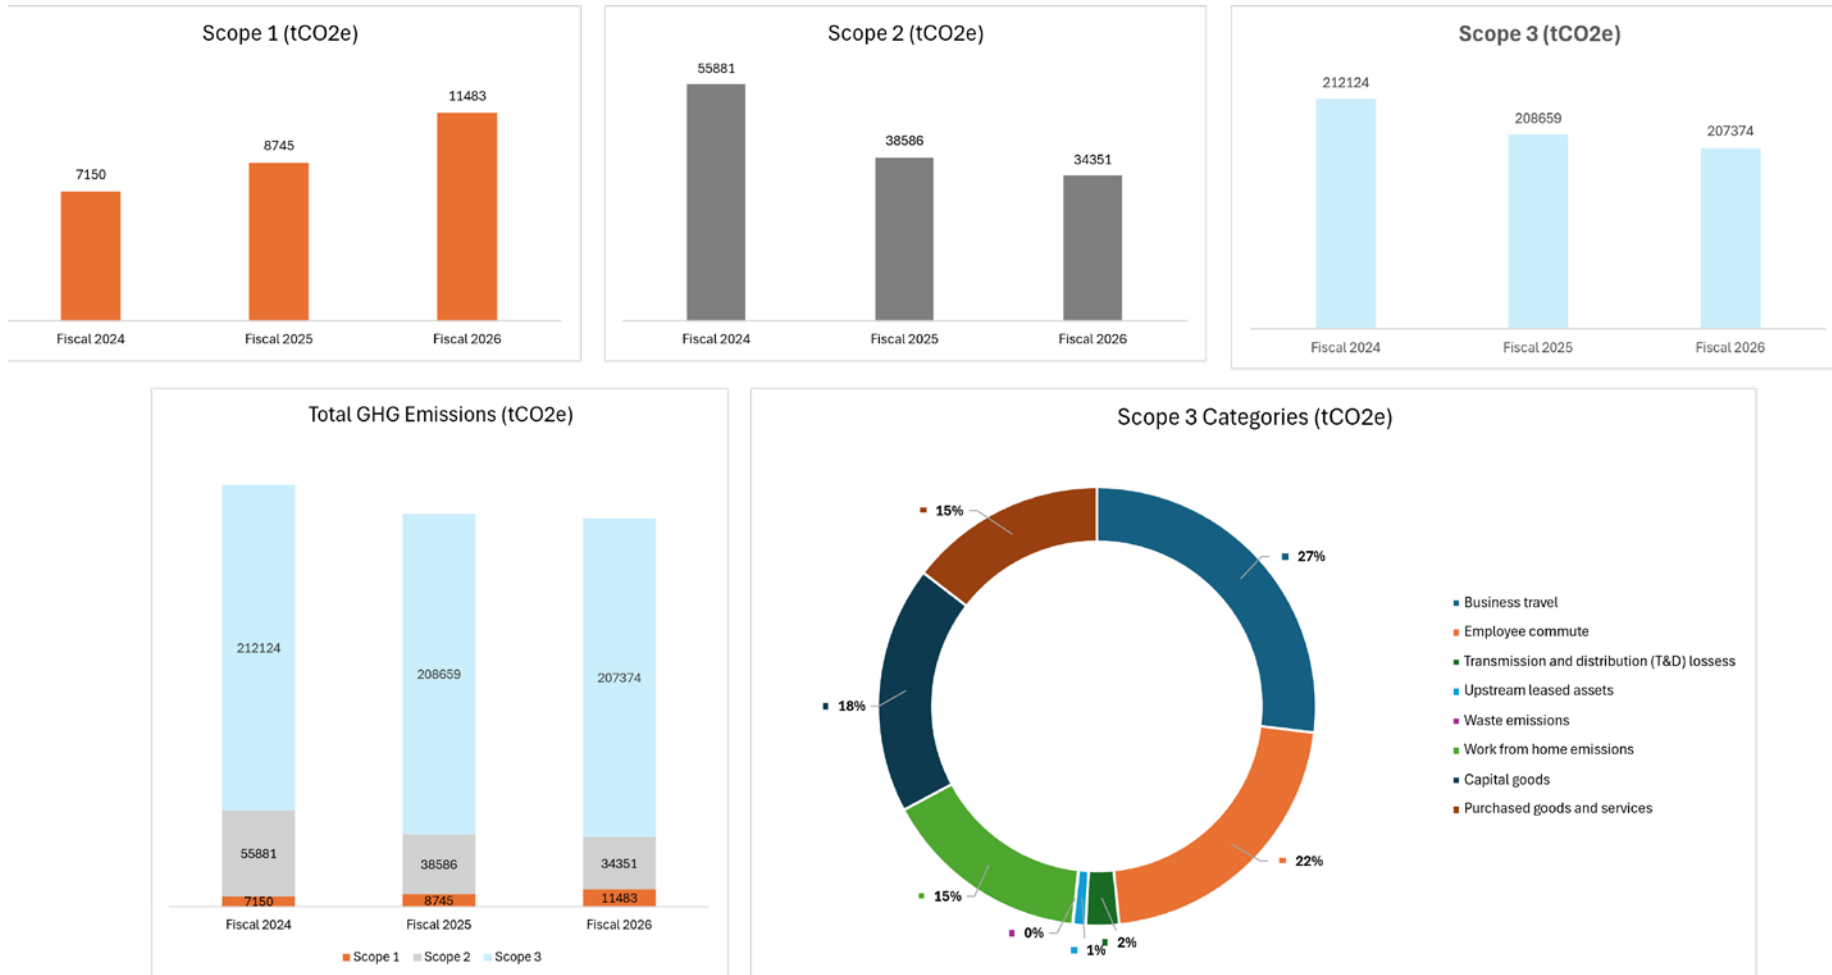 Scope 1 (tCO2e)
11483
8745
7150
Fiscal 2024
Fiscal 2025
Fiscal 2026
Scope 2 (tCO2e)
55881
38586
34351
Fiscal 2024
Fiscal 2025
Fiscal 2026
Scope 3 (tCO2e)
212124
208659
207374
Fiscal 2024
Fiscal 2025
Fiscal 2026
Total GHG Emissions (tCO2e)
212124
208659
207374
55881
38586
34351
7150
8745
11483
Fiscal 2024
Fiscal 2025
Fiscal 2026
Scope 1
Scope 2
Scope 3
Scope 3 Categories (tCO2e)
15%
27%
18%
22%
15%
0%
1%
2%
Business travel
Employee commute
Transmission and distribution (T&D) lossess
Upstream leased assets
Waste emissions
Work from home emissions
Capital goods
Purchased goods and services